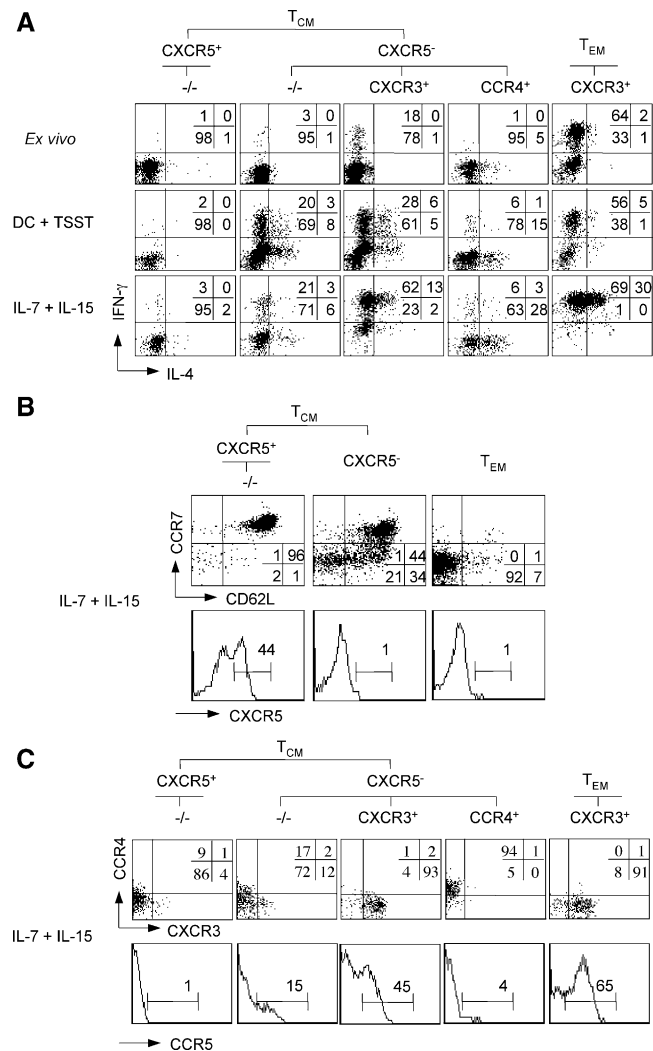 A
T_CM
CXCR5+ CXCR5- T_EM
-/- -/- CXCR3+ CCR4+ CXCR3+
Ex vivo
1 0 3 0 18 0 1 0 64 2
98 1 95 1 78 1 95 5 33 1
DC + TSST
2 0 20 3 28 6 6 1 56 5
98 0 69 8 61 5 78 15 38 1
IL-7 + IL-15
3 0 21 3 62 13 6 3 69 30
95 2 71 6 23 2 63 28 1 0
IFN-γ
IL-4
B
T_CM
CXCR5+ CXCR5- T_EM
-/-
CCR7
1 96 1 44 0 1
2 1 21 34 92 7
CD62L
IL-7 + IL-15
44 1 1
CXCR5
C
T_CM
CXCR5+ CXCR5- T_EM
-/- -/- CXCR3+ CCR4+ CXCR3+
CCR4
9 1 17 2 1 2 94 1 0 1
86 4 72 12 4 93 5 0 8 91
CXCR3
IL-7 + IL-15
1 15 45 4 65
CCR5